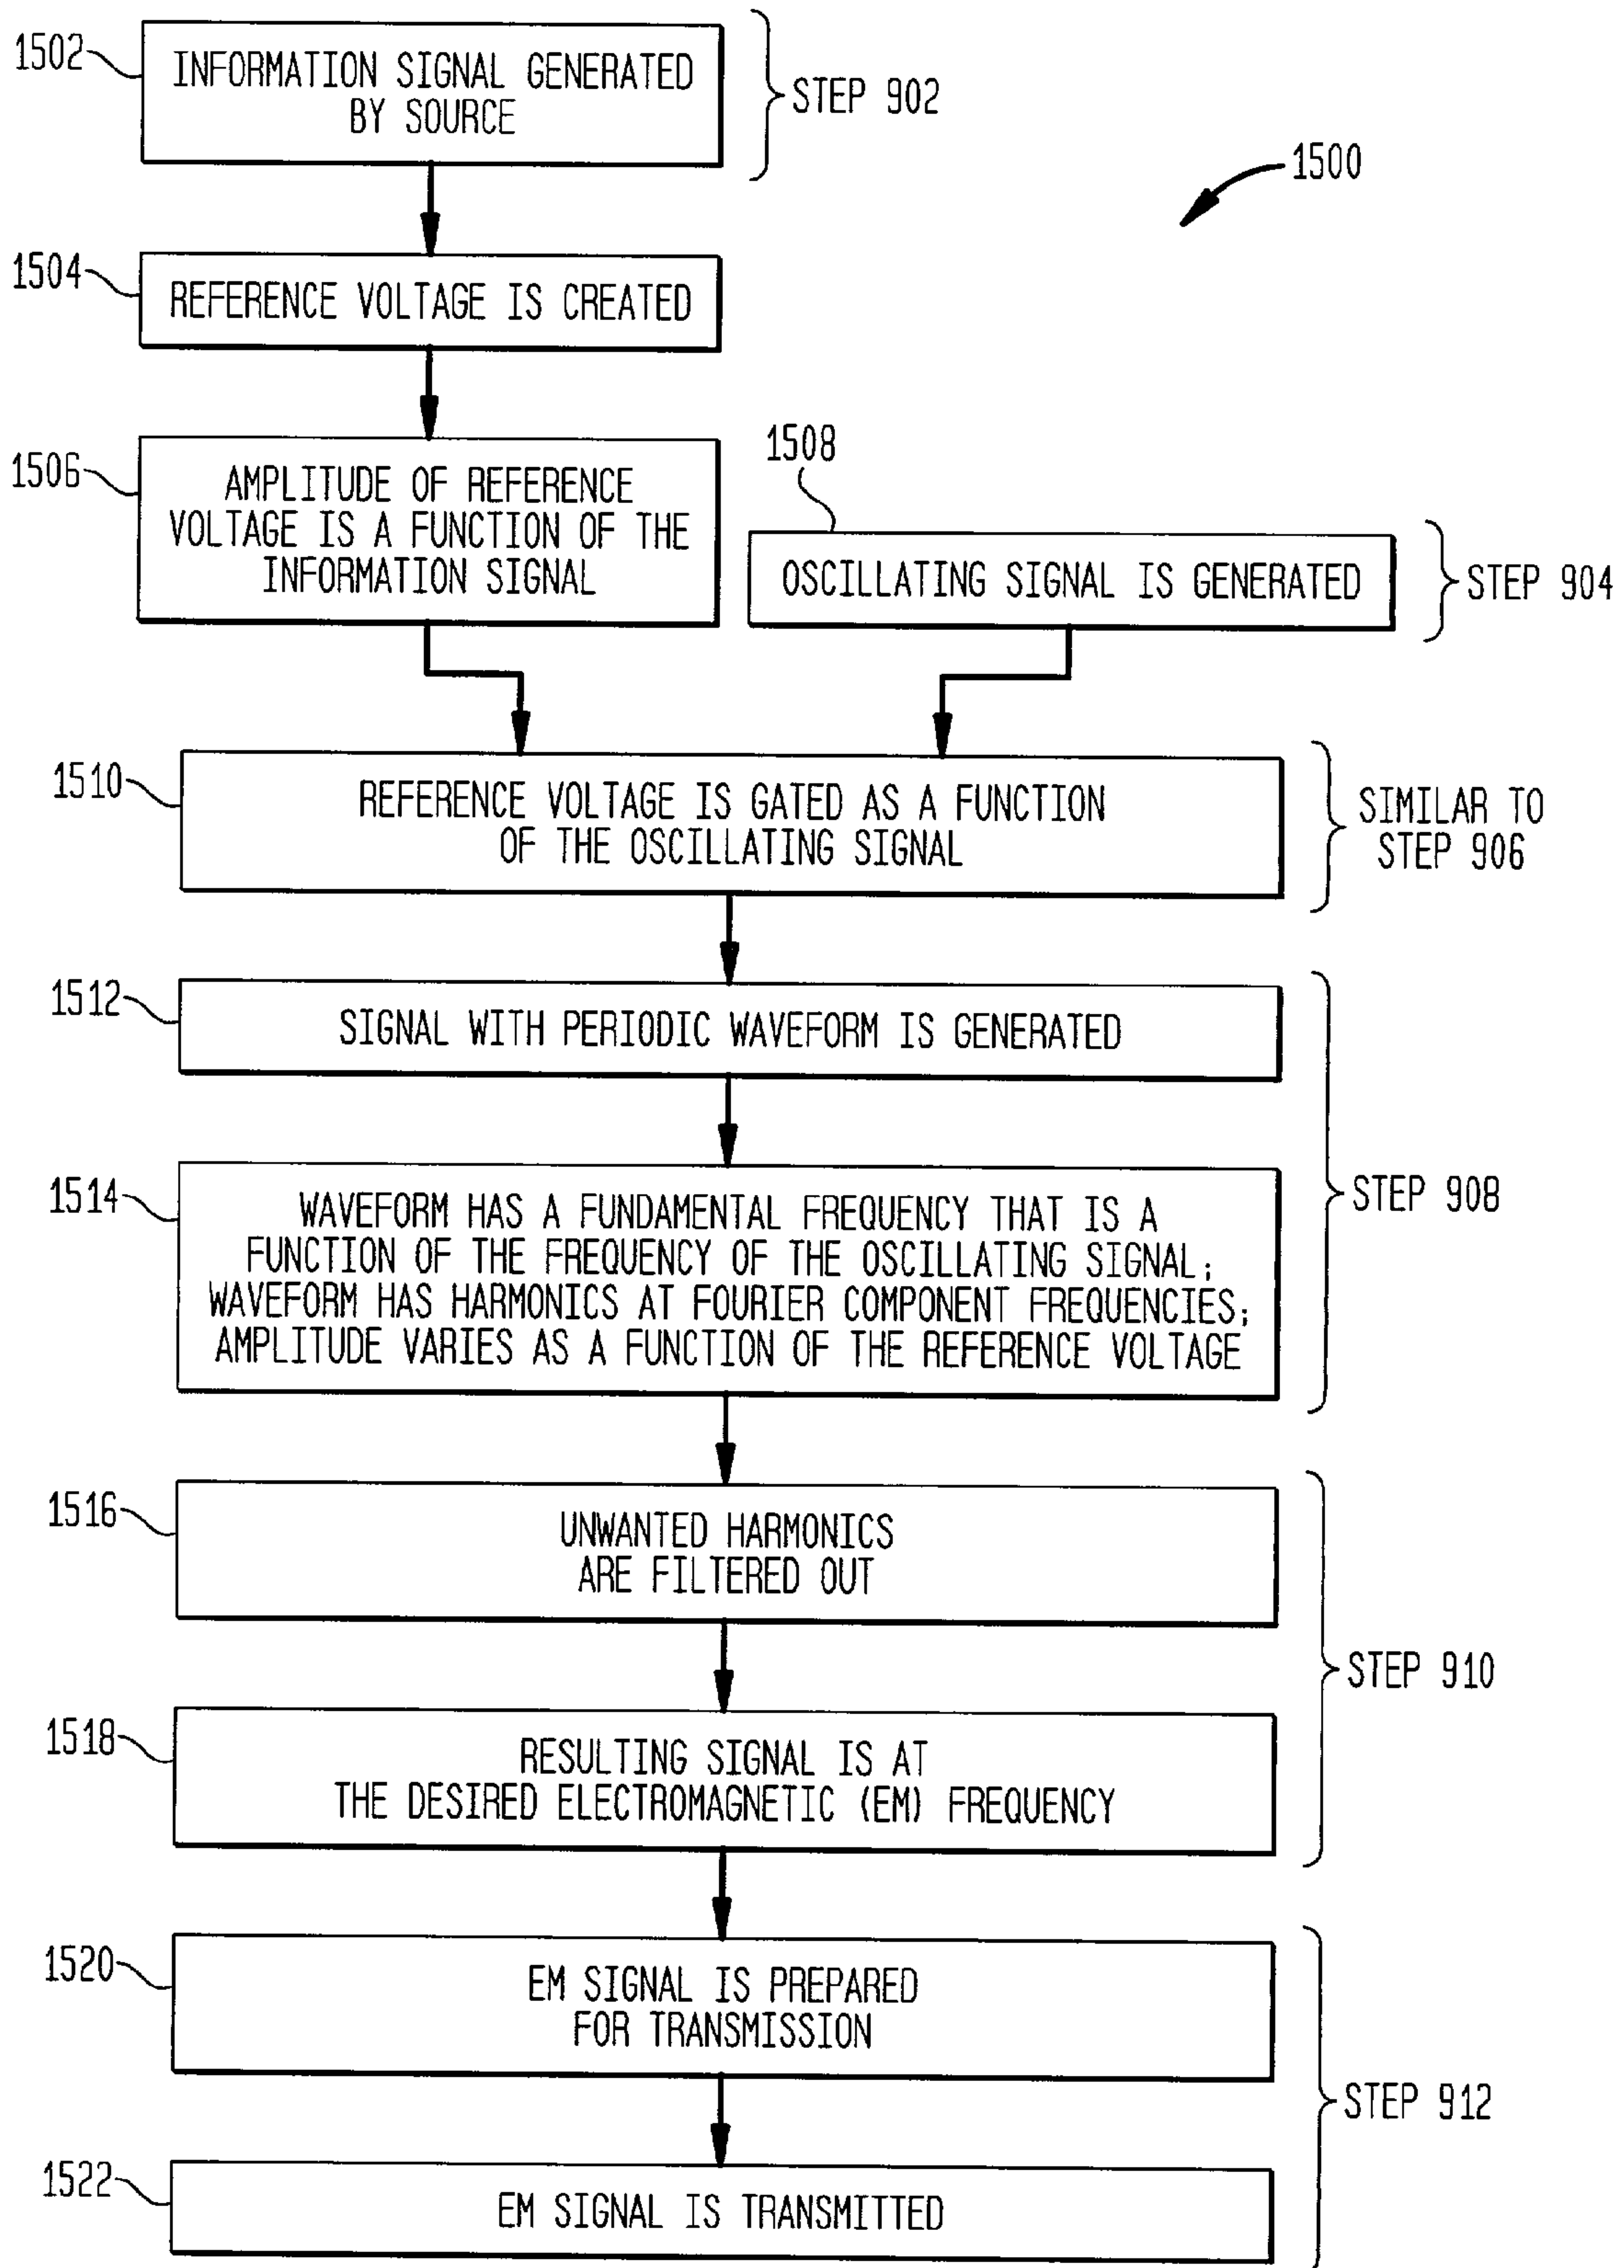 1502
INFORMATION SIGNAL GENERATED
BY SOURCE
STEP 902
1500
1504
REFERENCE VOLTAGE IS CREATED
1506
AMPLITUDE OF REFERENCE
VOLTAGE IS A FUNCTION OF THE
INFORMATION SIGNAL
1508
OSCILLATING SIGNAL IS GENERATED
STEP 904
1510
REFERENCE VOLTAGE IS GATED AS A FUNCTION
OF THE OSCILLATING SIGNAL
SIMILAR TO
STEP 906
1512
SIGNAL WITH PERIODIC WAVEFORM IS GENERATED
1514
WAVEFORM HAS A FUNDAMENTAL FREQUENCY THAT IS A
FUNCTION OF THE FREQUENCY OF THE OSCILLATING SIGNAL;
WAVEFORM HAS HARMONICS AT FOURIER COMPONENT FREQUENCIES;
AMPLITUDE VARIES AS A FUNCTION OF THE REFERENCE VOLTAGE
STEP 908
1516
UNWANTED HARMONICS
ARE FILTERED OUT
1518
RESULTING SIGNAL IS AT
THE DESIRED ELECTROMAGNETIC (EM) FREQUENCY
STEP 910
1520
EM SIGNAL IS PREPARED
FOR TRANSMISSION
1522
EM SIGNAL IS TRANSMITTED
STEP 912